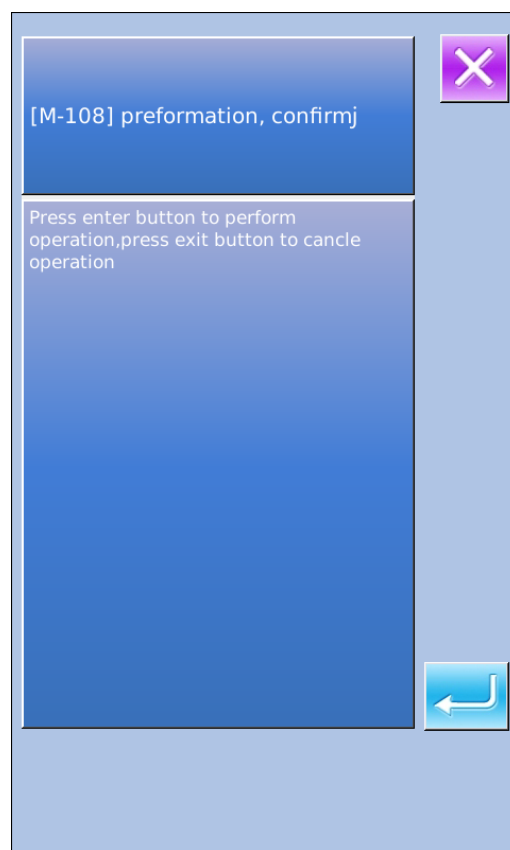 [M-108] preformation, confirmj
Press enter button to perform
operation,press exit button to cancle
operation